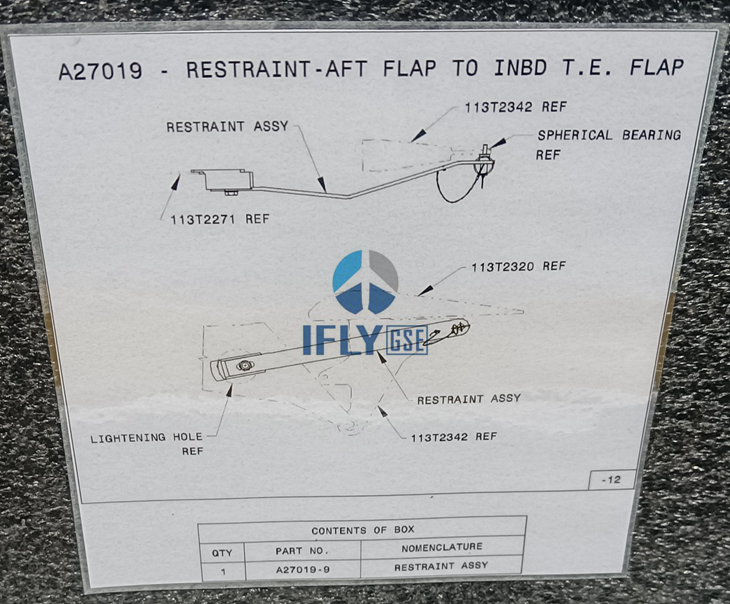 A27019 - RESTRAINT-AFT FLAP TO INBD T.E. FLAP
113T2342 REF
RESTRAINT ASSY
SPHERICAL BEARING
REF
113T2271 REF
113T2320 REF
IFLY GSE
RESTRAINT ASSY
LIGHTENING HOLE
REF
113T2342 REF
-12
CONTENTS OF BOX
QTY PART NO. NOMENCLATURE
1 A27019-9 RESTRAINT ASSY